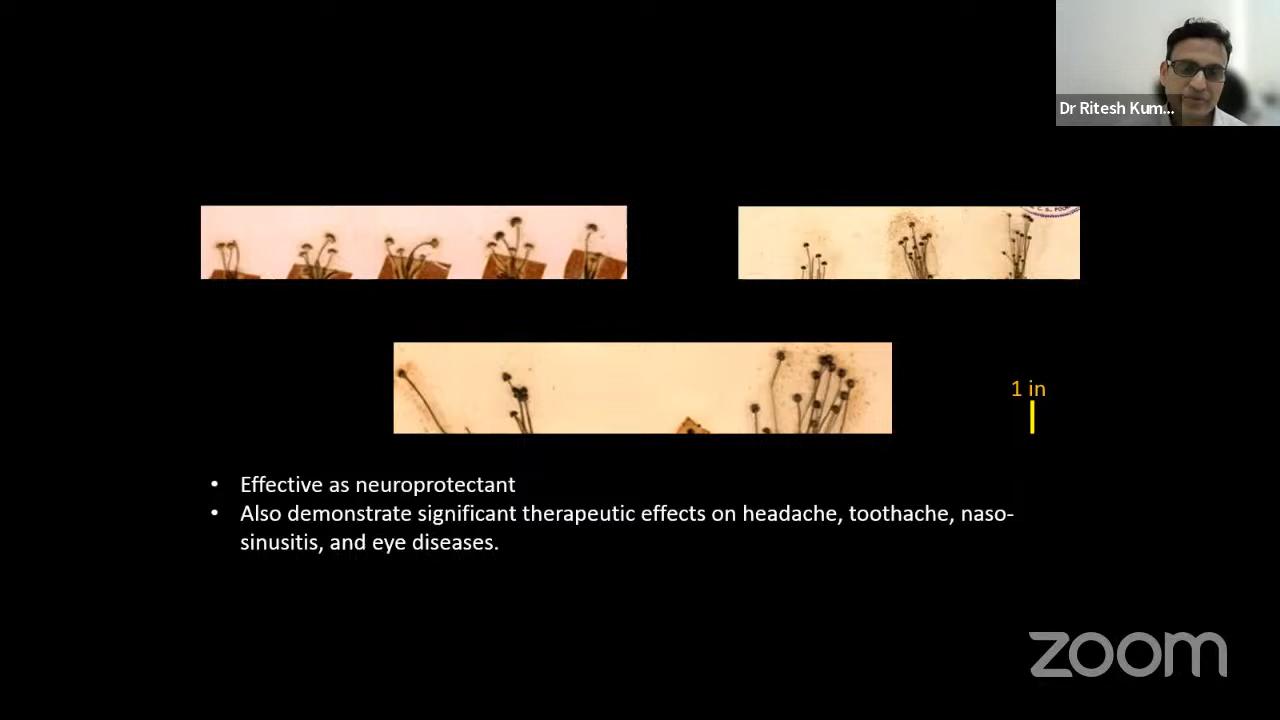 Dr Ritesh Kum...
1 in
• Effective as neuroprotectant
• Also demonstrate significant therapeutic effects on headache, toothache, naso-
sinusitis, and eye diseases.
zoom